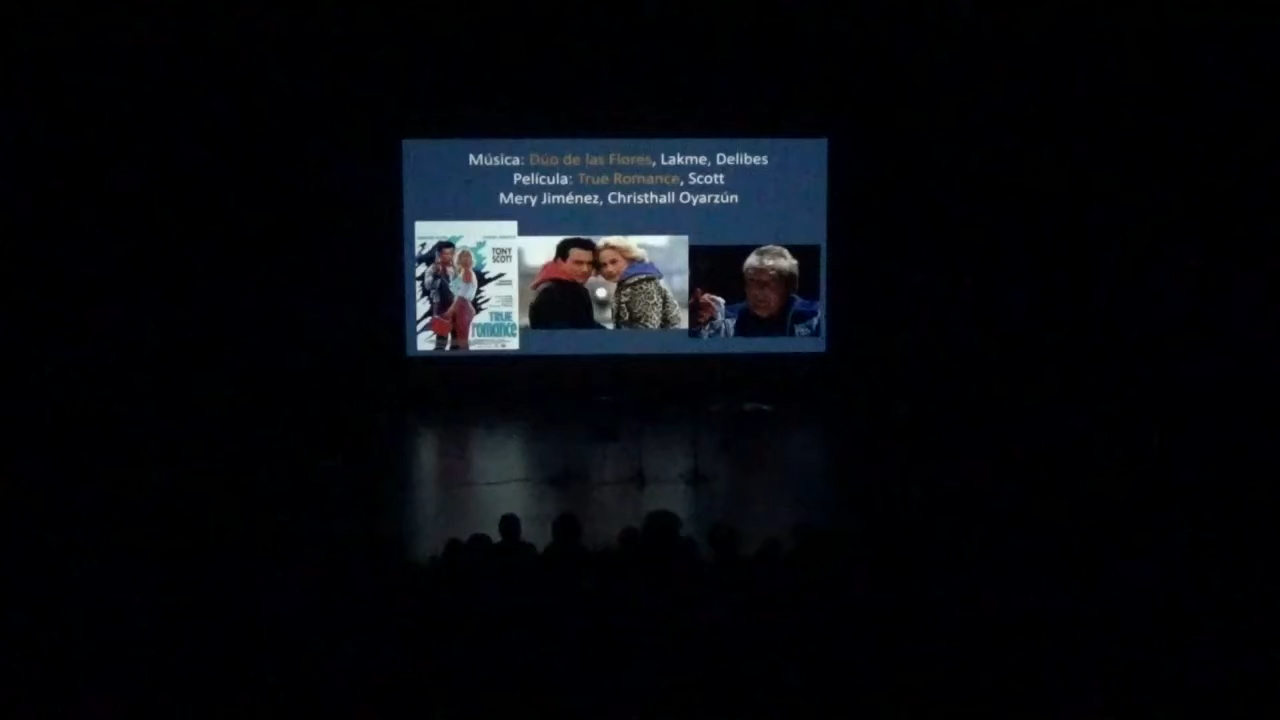 Música: Dúo de las Flores, Lakme, Delibes
Película: True Romance, Scott
Mery Jiménez, Christhall Oyarzún
TONY
SCOTT
TRUE
romance